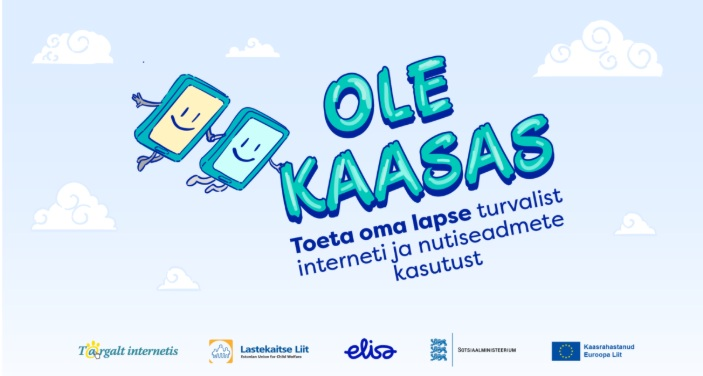 OLE
KAASAS
Toeta oma lapse turvalist
interneti ja nutiseadmete
kasutust
Targalt internetis
Lastekaitse Liit
Estonian Union for Child Welfare
elisa
SOTSIAALMINISTEERIUM
Kaasrahastanud
Euroopa Liit